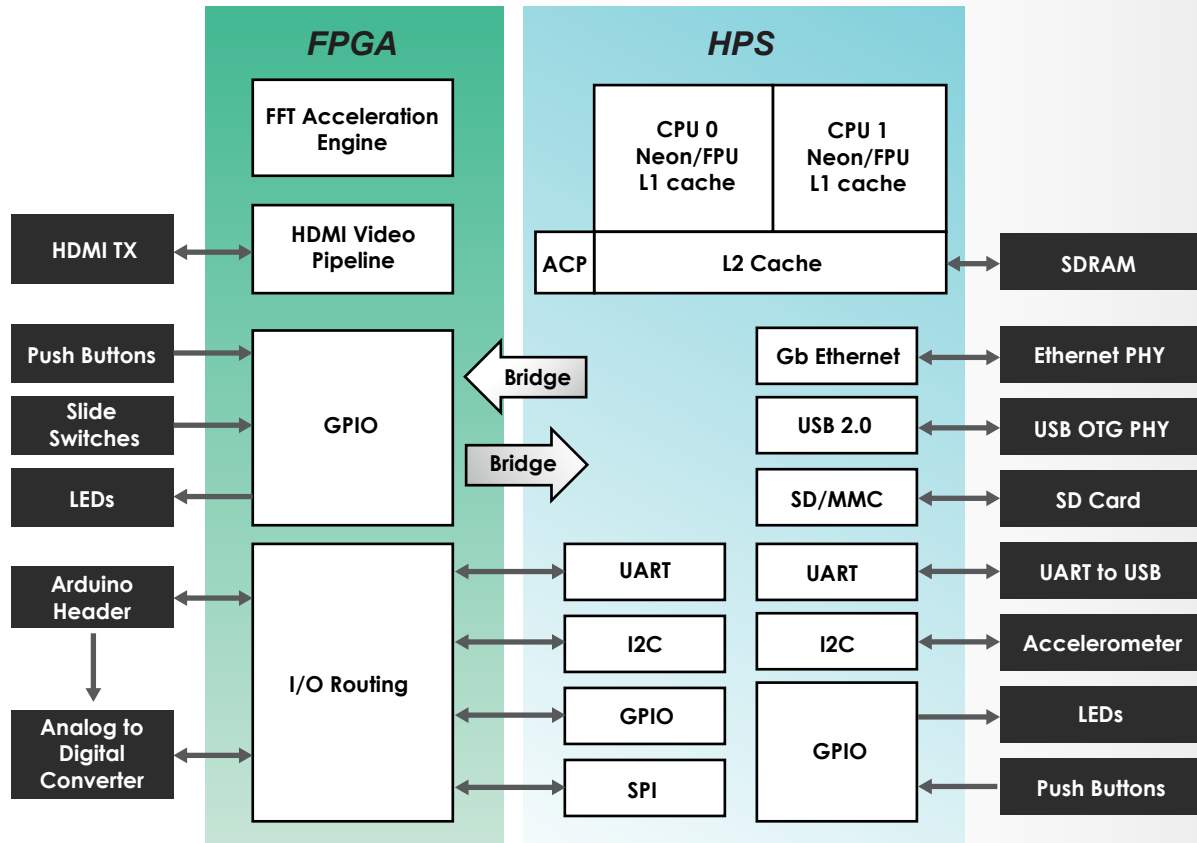 FPGA
HPS
FFT Acceleration
Engine
CPU 0
Neon/FPU
L1 cache
CPU 1
Neon/FPU
L1 cache
HDMI TX
HDMI Video
Pipeline
ACP
L2 Cache
SDRAM
Push Buttons
Slide
Switches
LEDs
GPIO
Bridge
Bridge
Gb Ethernet
Ethernet PHY
USB 2.0
USB OTG PHY
SD/MMC
SD Card
Arduino
Header
Analog to
Digital
Converter
I/O Routing
UART
I2C
GPIO
SPI
UART
UART to USB
I2C
Accelerometer
GPIO
LEDs
Push Buttons